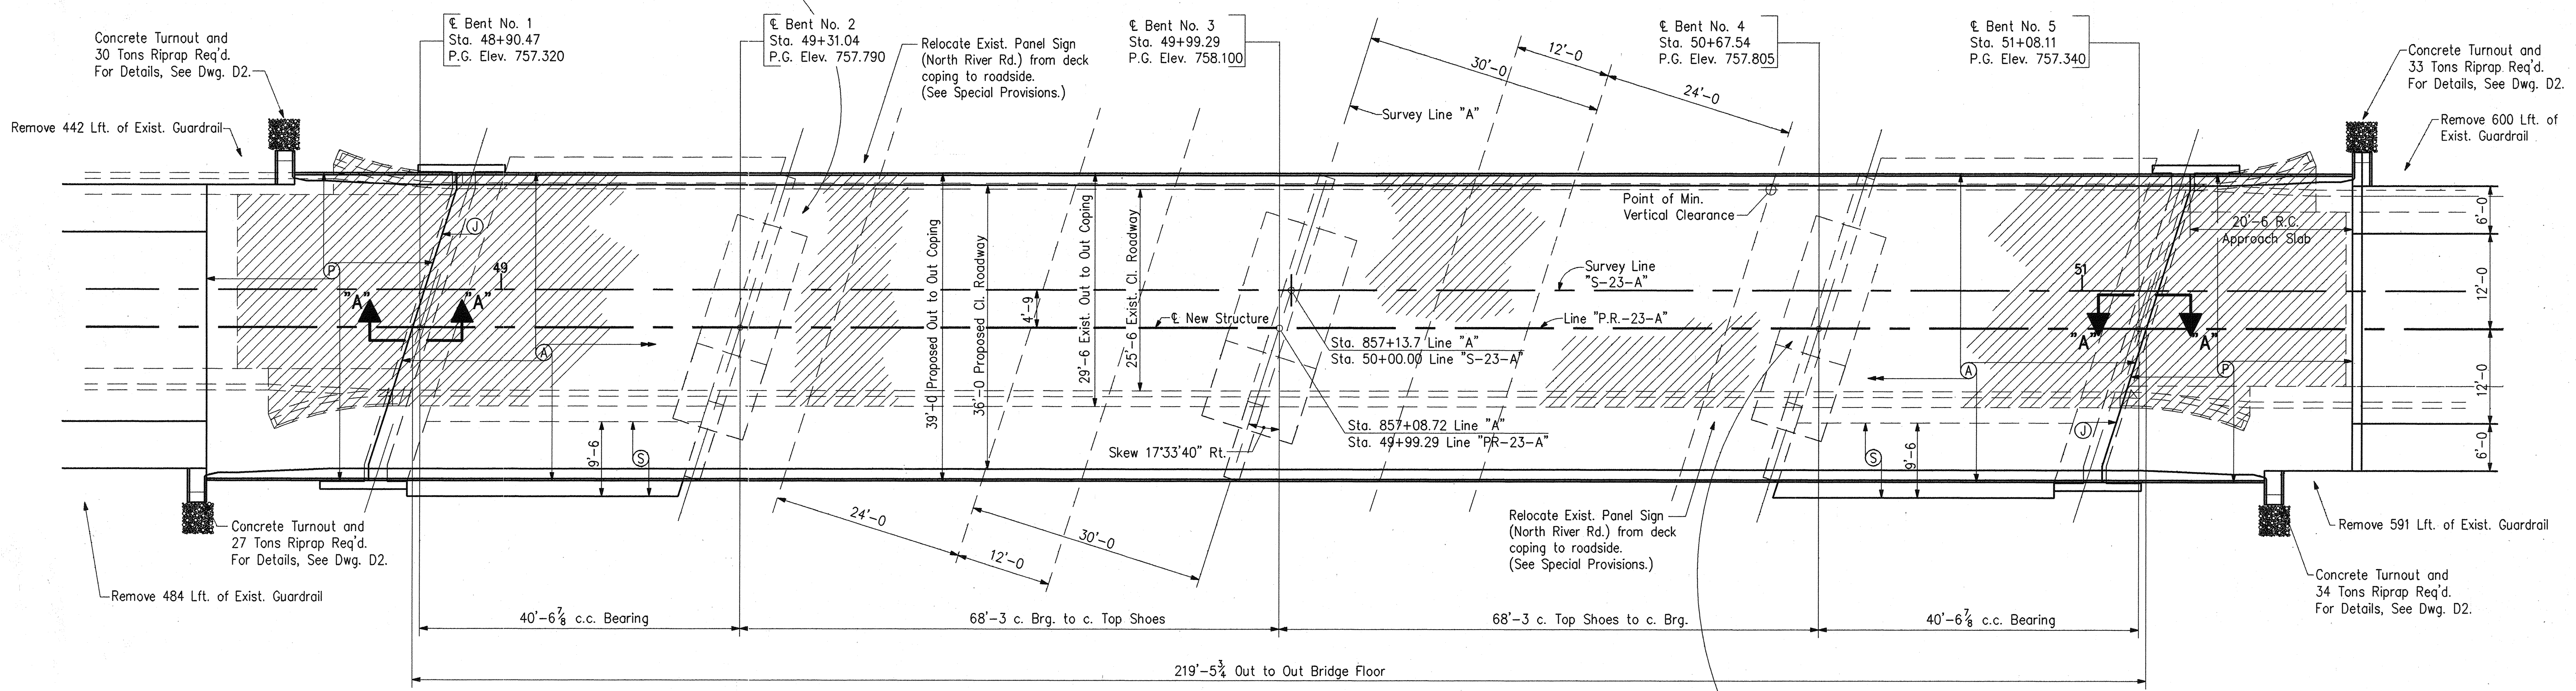 ℄ Bent No. 1
Sta. 48+90.47
P.G. Elev. 757.320
℄ Bent No. 2
Sta. 49+31.04
P.G. Elev. 757.790
℄ Bent No. 3
Sta. 49+99.29
P.G. Elev. 758.100
℄ Bent No. 4
Sta. 50+67.54
P.G. Elev. 757.805
℄ Bent No. 5
Sta. 51+08.11
P.G. Elev. 757.340
Concrete Turnout and
30 Tons Riprap Req'd.
For Details, See Dwg. D2.
Relocate Exist. Panel Sign
(North River Rd.) from deck
coping to roadside.
(See Special Provisions.)
12'-0
30'-0
24'-0
Survey Line "A"
Concrete Turnout and
33 Tons Riprap Req'd.
For Details, See Dwg. D2.
Remove 442 Lft. of Exist. Guardrail
Remove 600 Lft. of
Exist. Guardrail
Point of Min.
Vertical Clearance
20'-6 R.C.
Approach Slab
6'-0
12'-0
12'-0
6'-0
J
P
49
"A"
"A"
A
39'-0 Proposed Out to Out Coping
36'-0 Proposed Cl. Roadway
4'-9
29'-6 Exist. Out to Out Coping
25'-6 Exist. Cl. Roadway
℄ New Structure
Survey Line
"S-23-A"
Line "P.R.-23-A"
51
"A"
"A"
Sta. 857+13.7 Line "A"
Sta. 50+00.00 Line "S-23-A"
A
P
Sta. 857+08.72 Line "A"
Sta. 49+99.29 Line "PR-23-A"
Skew 17°33'40" Rt.
9'-6
S
S
9'-6
J
24'-0
12'-0
30'-0
Relocate Exist. Panel Sign
(North River Rd.) from deck
coping to roadside.
(See Special Provisions.)
Remove 591 Lft. of Exist. Guardrail
Concrete Turnout and
27 Tons Riprap Req'd.
For Details, See Dwg. D2.
Remove 484 Lft. of Exist. Guardrail
Concrete Turnout and
34 Tons Riprap Req'd.
For Details, See Dwg. D2.
40'-6⅞ c.c. Bearing
68'-3 c. Brg. to c. Top Shoes
68'-3 c. Top Shoes to c. Brg.
40'-6⅞ c.c. Bearing
219'-5¾ Out to Out Bridge Floor